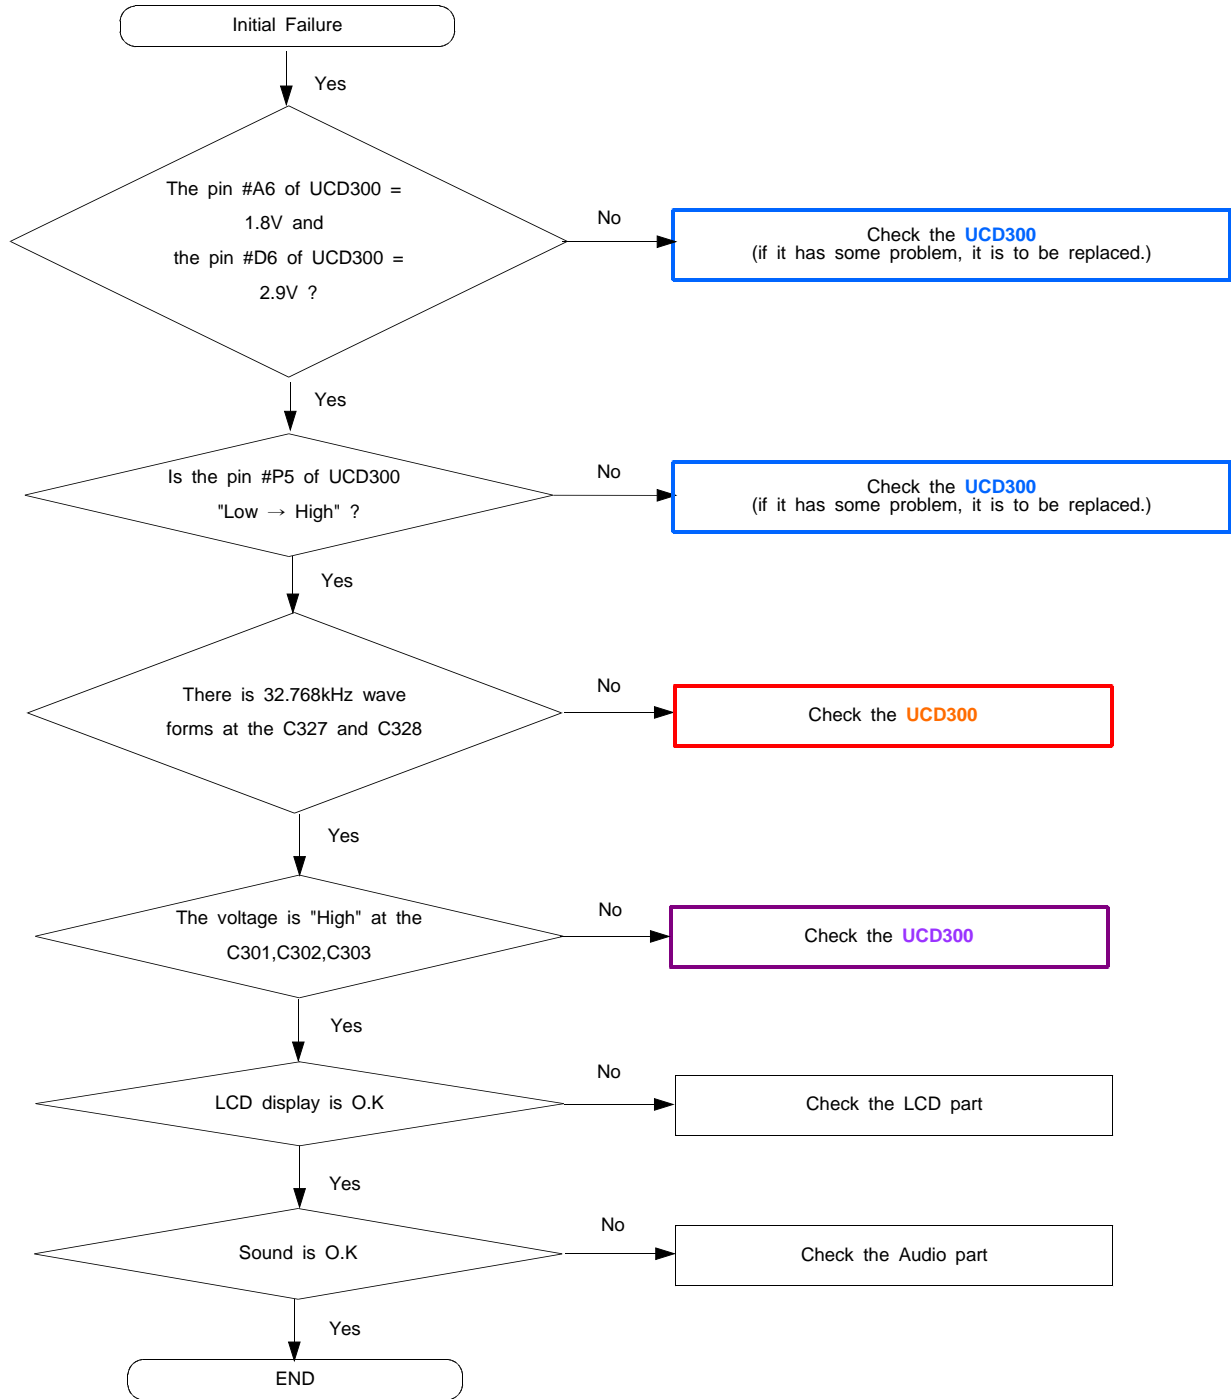 Initial Failure
Yes
The pin #A6 of UCD300 =
1.8V and
the pin #D6 of UCD300 =
2.9V ?
No
Check the UCD300
(if it has some problem, it is to be replaced.)
Yes
Is the pin #P5 of UCD300
"Low → High" ?
No
Check the UCD300
(if it has some problem, it is to be replaced.)
Yes
There is 32.768kHz wave
forms at the C327 and C328
No
Check the UCD300
Yes
The voltage is "High" at the
C301,C302,C303
No
Check the UCD300
Yes
LCD display is O.K
No
Check the LCD part
Yes
Sound is O.K
No
Check the Audio part
Yes
END